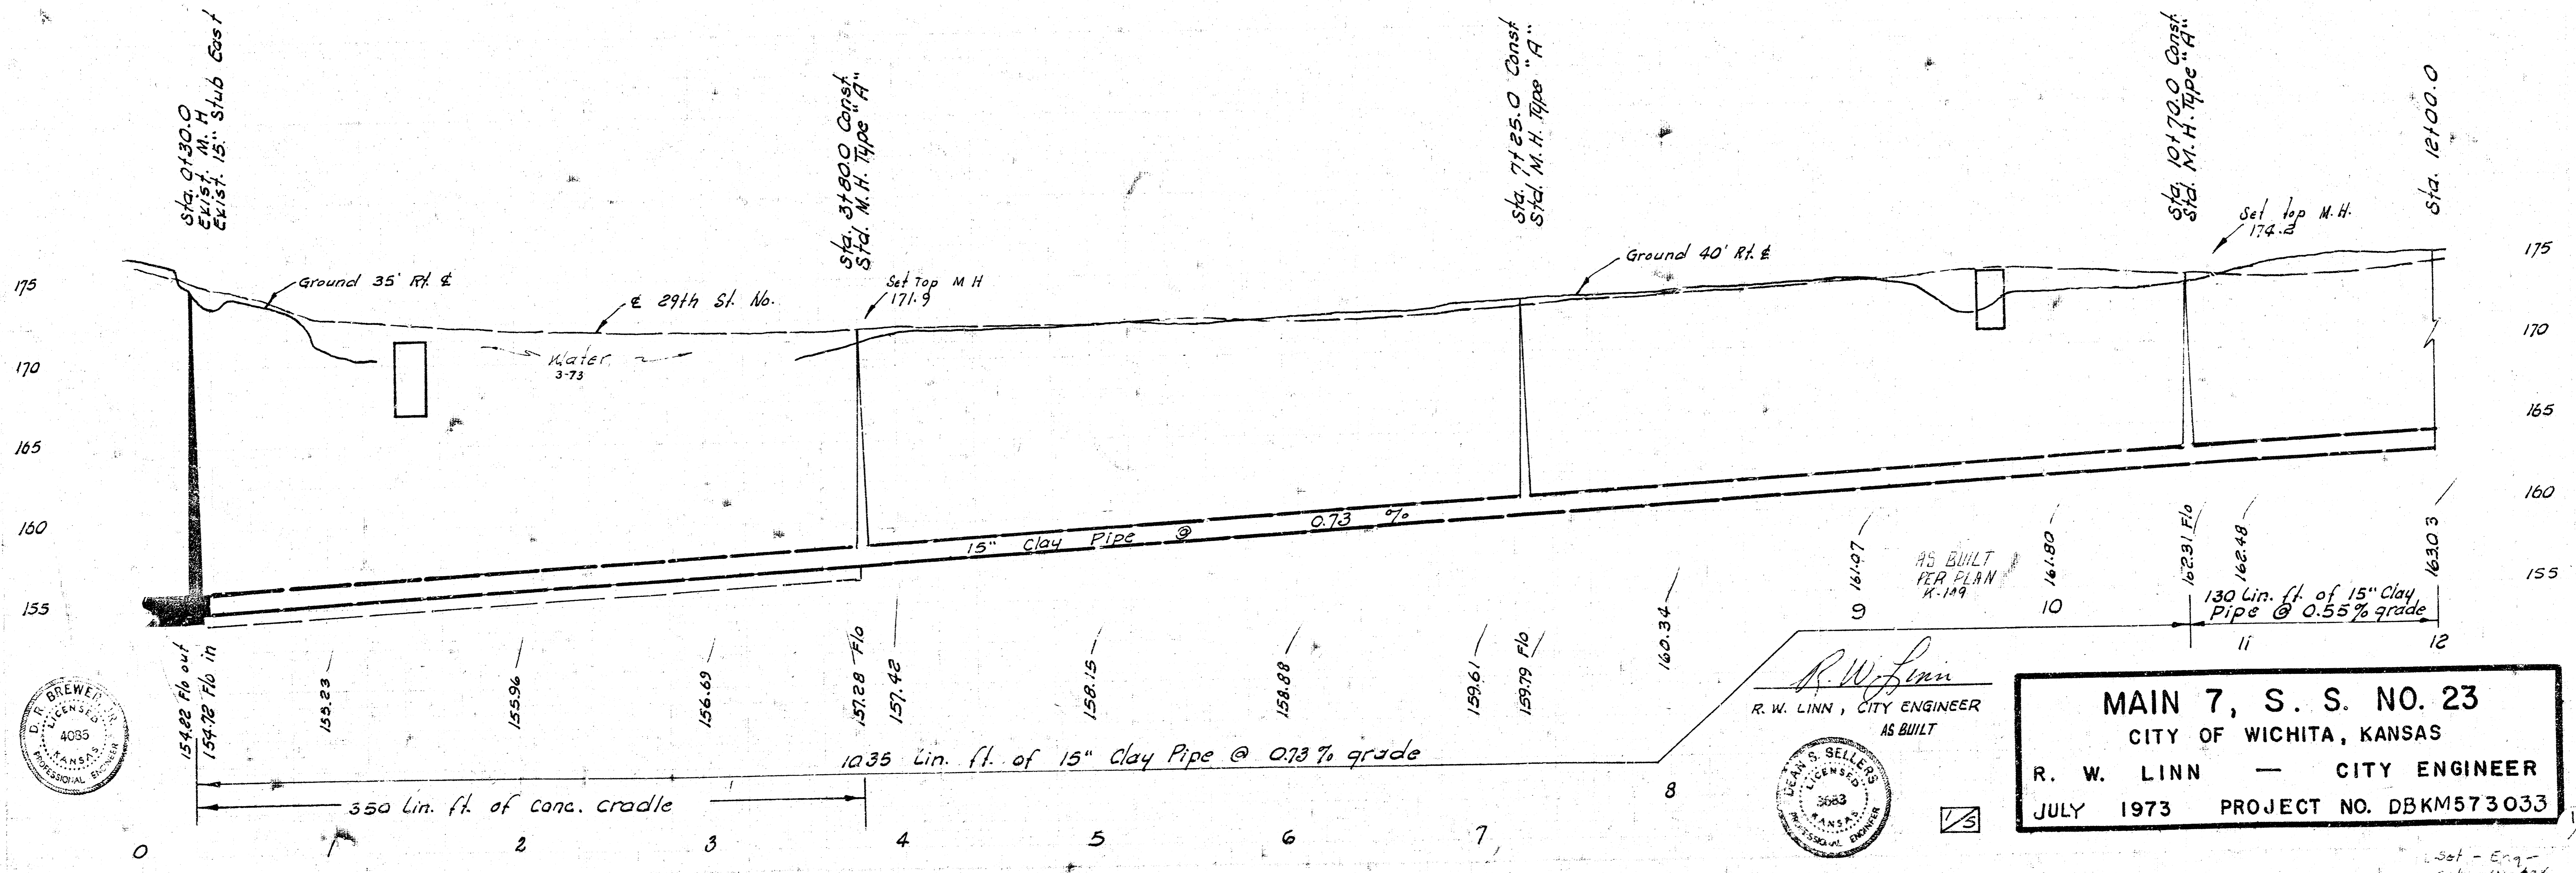 Sta. 0+30.0
Exist. M. H
Exist. 15" Stub East
Sta. 3+80.0 Const.
Std. M.H. Type "A"
Sta. 7+25.0 Const
Std. M.H. Type "A"
Sta. 10+70.0 Const.
Std. M.H. Type "A"
Sta. 12+00.0
175
170
165
160
155
Ground 35' Rt. ℄
℄ 29th St. No.
Water
3-73
Set Top M H
171.9
Ground 40' Rt. ℄
Set top M.H.
174.2
175
170
165
160
155
15" Clay Pipe @ 0.73 %
154.82 Flo out
154.72 Flo in
155.23
155.96
156.69
157.28 Flo
157.42
158.15
158.88
159.61
159.79 Flo
160.34
161.07
161.80
162.31 Flo
162.48
163.03
AS BUILT
PER PLAN
K-149
130 Lin. ft. of 15" Clay
Pipe @ 0.55% grade
1035 Lin. ft. of 15" Clay Pipe @ 0.73 % grade
350 Lin. ft. of conc. cradle
0 1 2 3 4 5 6 7 8 9 10 11 12
D. R. BREWER, JR.
LICENSED
4085
KANSAS
PROFESSIONAL ENGINEER
R. W. Linn
R. W. LINN, CITY ENGINEER
AS BUILT
DEAN S. SELLERS
LICENSED
3683
KANSAS
PROFESSIONAL ENGINEER
1/5
MAIN 7, S. S. NO. 23
CITY OF WICHITA, KANSAS
R. W. LINN — CITY ENGINEER
JULY 1973 PROJECT NO. DBKM573033
Set - Eng -